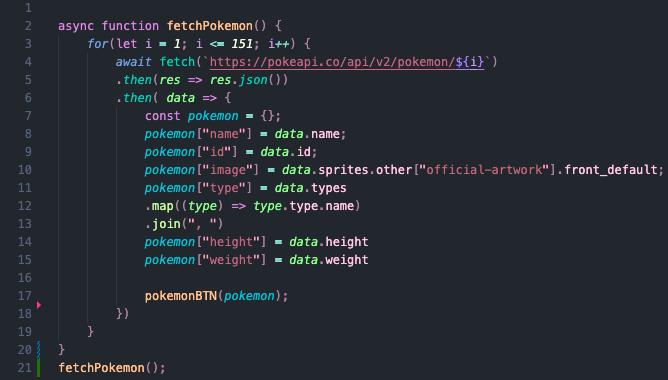 1
2 async function fetchPokemon() {
3 for(let i = 1; i <= 151; i++) {
4 await fetch(`https://pokeapi.co/api/v2/pokemon/${i}`)
5 .then(res => res.json())
6 .then( data => {
7 const pokemon = {};
8 pokemon["name"] = data.name;
9 pokemon["id"] = data.id;
10 pokemon["image"] = data.sprites.other["official-artwork"].front_default;
11 pokemon["type"] = data.types
12 .map((type) => type.type.name)
13 .join(", ")
14 pokemon["height"] = data.height
15 pokemon["weight"] = data.weight
16
17 pokemonBTN(pokemon);
18 })
19 }
20 }
21 fetchPokemon();